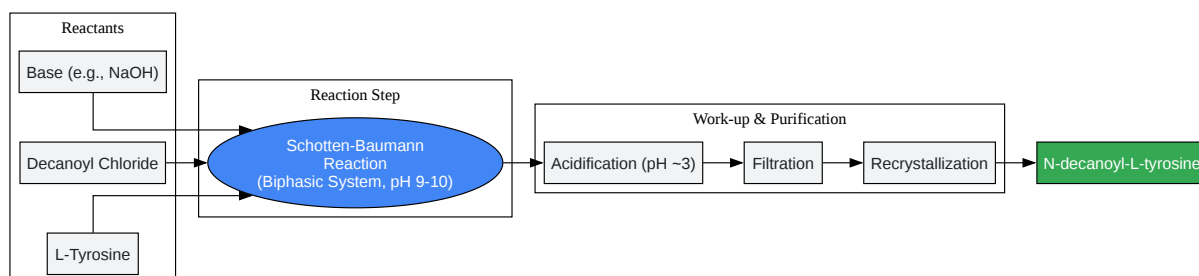 Reactants
Base (e.g., NaOH)
Decanoyl Chloride
L-Tyrosine
Reaction Step
Schotten-Baumann
Reaction
(Biphasic System, pH 9-10)
Work-up & Purification
Acidification (pH ~3)
Filtration
Recrystallization
N-decanoyl-L-tyrosine